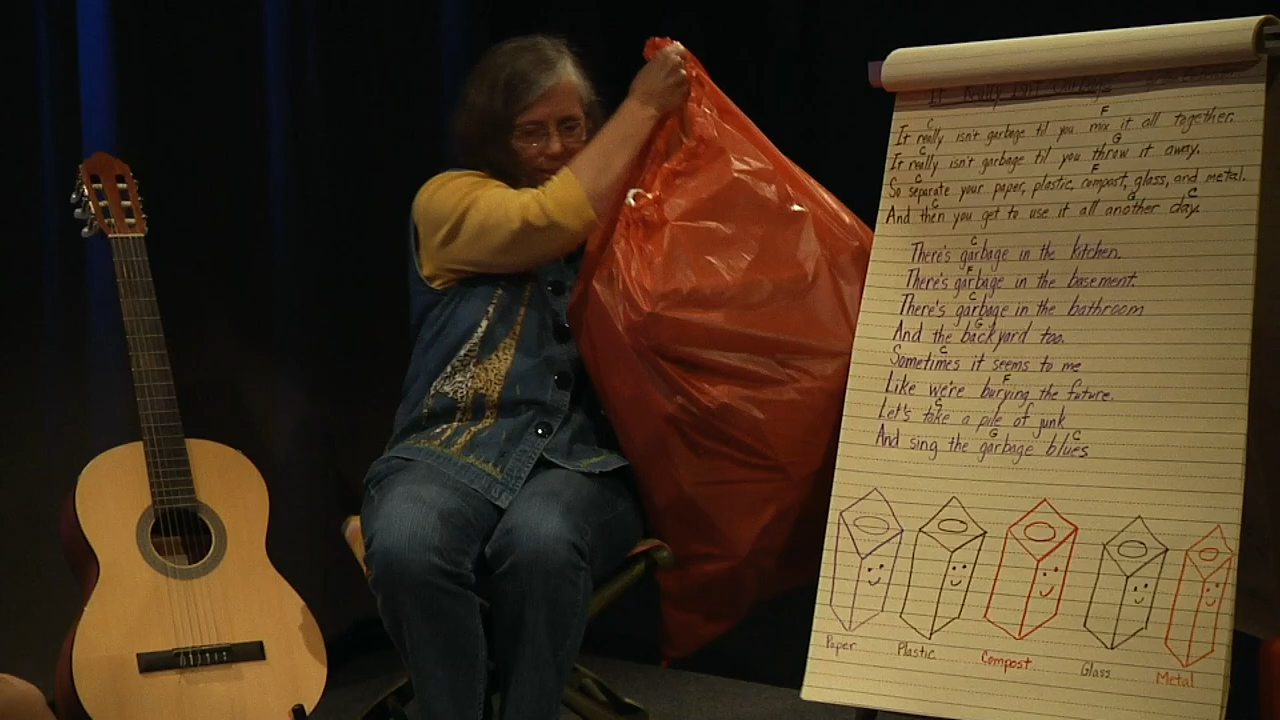 It Really Isn't Garbage
C F
It really isn't garbage til you mix it all together.
C G
It really isn't garbage til you throw it away.
C F
So separate your paper, plastic, compost, glass, and metal.
C G C
And then you get to use it all another day.
C
There's garbage in the kitchen.
F
There's garbage in the basement.
C
There's garbage in the bathroom
G
And the backyard too.
C
Sometimes it seems to me
F
Like we're burying the future.
C
Let's take a pile of junk
G C
And sing the garbage blues
Paper Plastic Compost Glass Metal